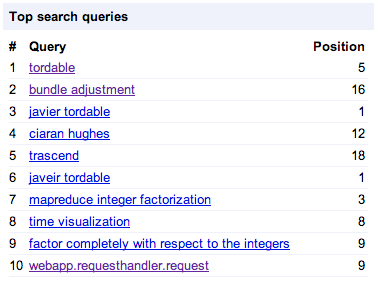 Top search queries
# Query Position
1 tordable 5
2 bundle adjustment 16
3 javier tordable 1
4 ciaran hughes 12
5 trascend 18
6 javeir tordable 1
7 mapreduce integer factorization 3
8 time visualization 8
9 factor completely with respect to the integers 9
10 webapp.requesthandler.request 9